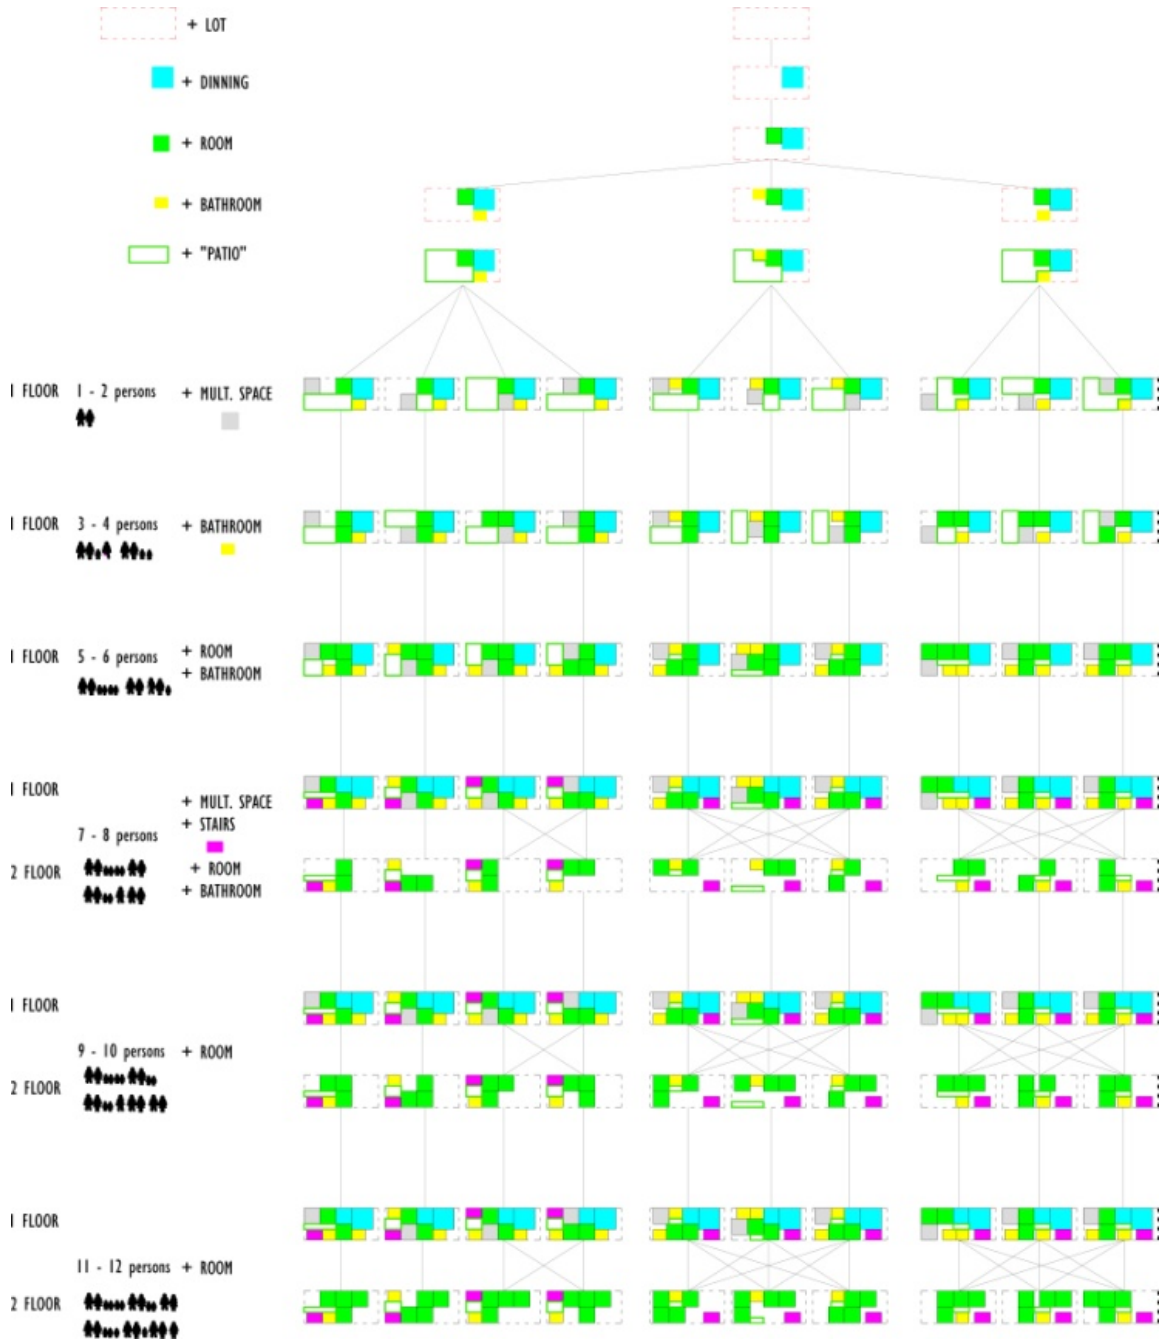 + LOT
+ DINNING
+ ROOM
+ BATHROOM
+ "PATIO"
1 FLOOR 1 - 2 persons + MULT. SPACE
1 FLOOR 3 - 4 persons + BATHROOM
1 FLOOR 5 - 6 persons + ROOM
+ BATHROOM
1 FLOOR
+ MULT. SPACE
+ STAIRS
7 - 8 persons
2 FLOOR + ROOM
+ BATHROOM
1 FLOOR
9 - 10 persons + ROOM
2 FLOOR
1 FLOOR
11 - 12 persons + ROOM
2 FLOOR